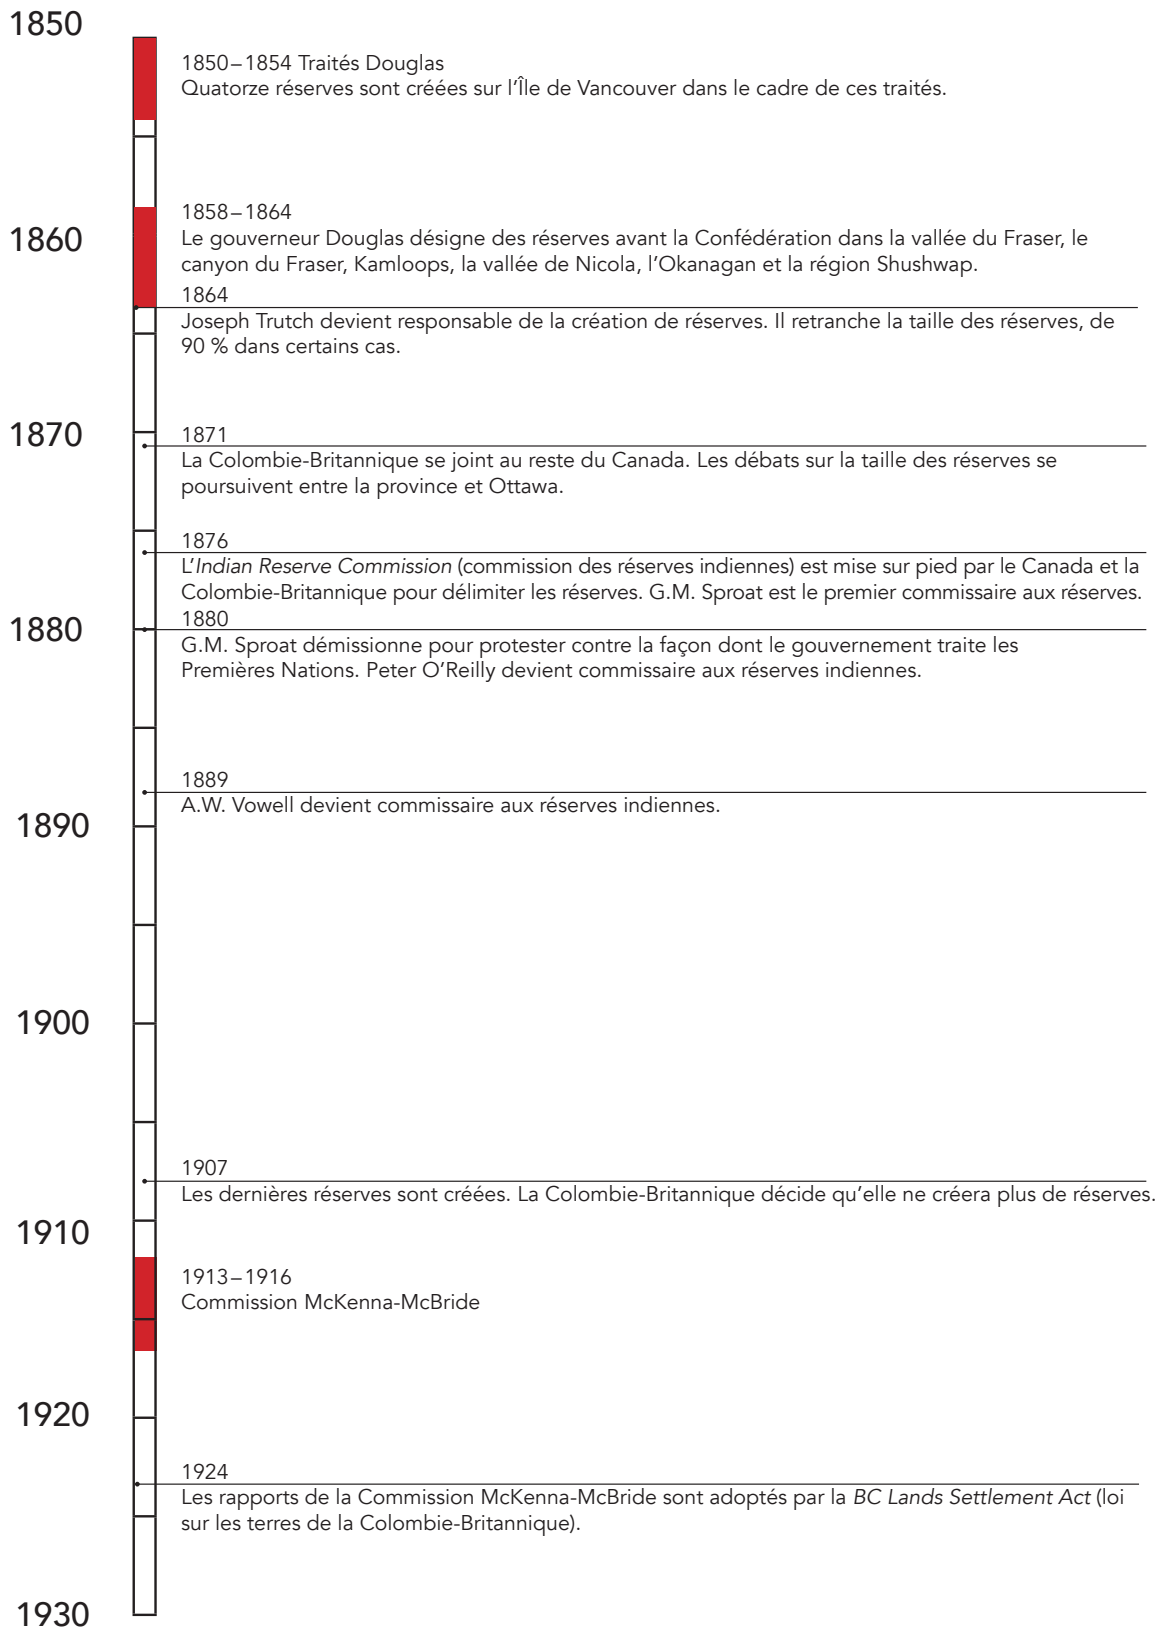 1850
1850–1854 Traités Douglas
Quatorze réserves sont créées sur l’Île de Vancouver dans le cadre de ces traités.
1858–1864
1860
Le gouverneur Douglas désigne des réserves avant la Confédération dans la vallée du Fraser, le
canyon du Fraser, Kamloops, la vallée de Nicola, l’Okanagan et la région Shushwap.
1864
Joseph Trutch devient responsable de la création de réserves. Il retranche la taille des réserves, de
90 % dans certains cas.
1870
1871
La Colombie-Britannique se joint au reste du Canada. Les débats sur la taille des réserves se
poursuivent entre la province et Ottawa.
1876
L’Indian Reserve Commission (commission des réserves indiennes) est mise sur pied par le Canada et la
Colombie-Britannique pour délimiter les réserves. G.M. Sproat est le premier commissaire aux réserves.
1880
1880
G.M. Sproat démissionne pour protester contre la façon dont le gouvernement traite les
Premières Nations. Peter O’Reilly devient commissaire aux réserves indiennes.
1889
A.W. Vowell devient commissaire aux réserves indiennes.
1890
1900
1907
Les dernières réserves sont créées. La Colombie-Britannique décide qu’elle ne créera plus de réserves.
1910
1913–1916
Commission McKenna-McBride
1920
1924
Les rapports de la Commission McKenna-McBride sont adoptés par la BC Lands Settlement Act (loi
sur les terres de la Colombie-Britannique).
1930